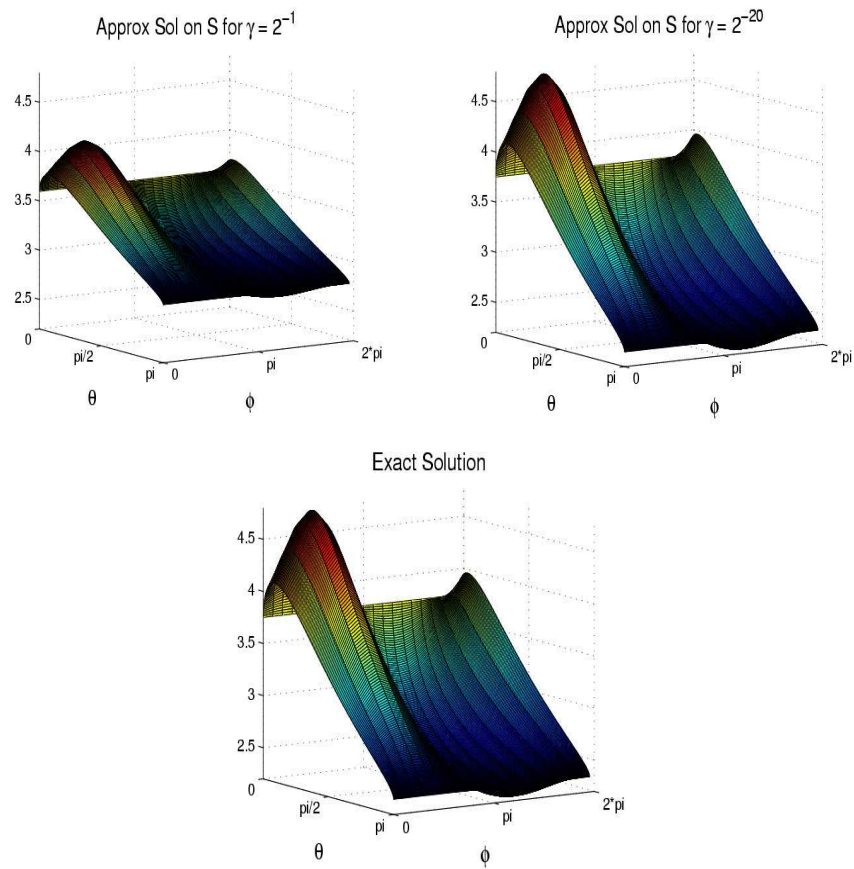 Approx Sol on S for γ = 2⁻¹
4.5
4
3.5
3
2.5
0
pi/2
pi
0
pi
2*pi
θ
ϕ
Approx Sol on S for γ = 2⁻²⁰
4.5
4
3.5
3
2.5
0
pi/2
pi
0
pi
2*pi
θ
ϕ
Exact Solution
4.5
4
3.5
3
2.5
0
pi/2
pi
0
pi
2*pi
θ
ϕ